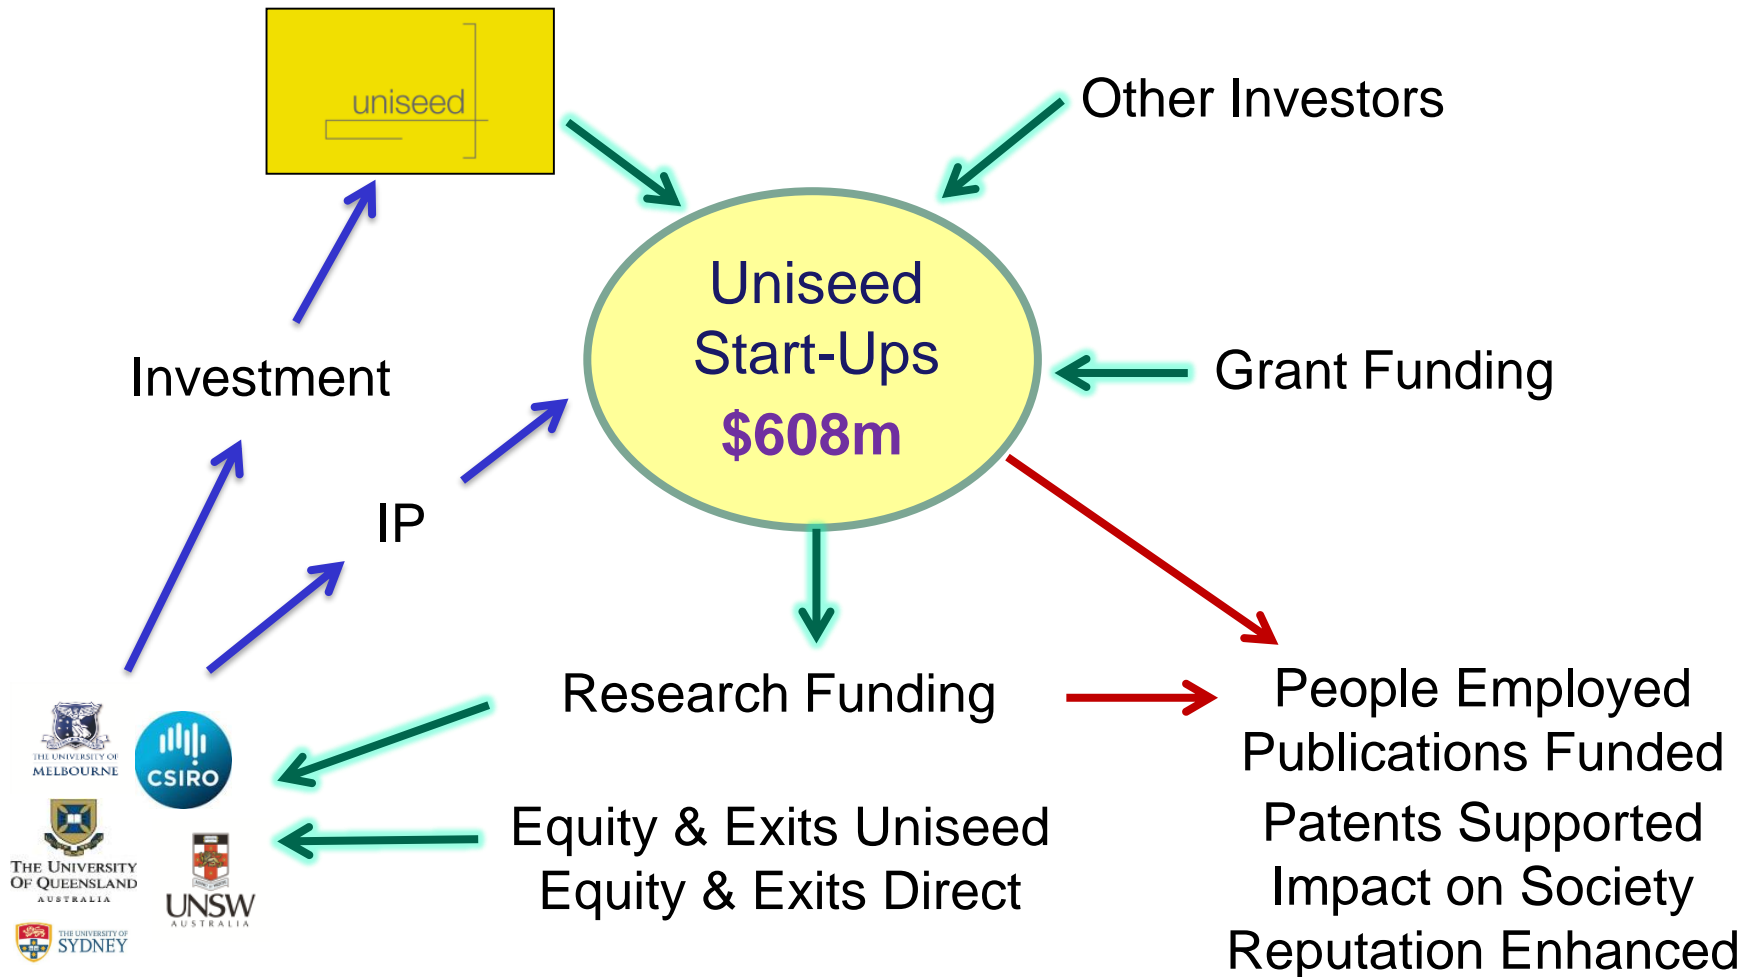 uniseed
Other Investors
Uniseed
Start-Ups
$608m
Investment
Grant Funding
IP
Research Funding
People Employed
Publications Funded
Patents Supported
Impact on Society
Reputation Enhanced
Equity & Exits Uniseed
Equity & Exits Direct
THE UNIVERSITY OF
MELBOURNE
CSIRO
THE UNIVERSITY
OF QUEENSLAND
AUSTRALIA
UNSW
AUSTRALIA
THE UNIVERSITY OF
SYDNEY